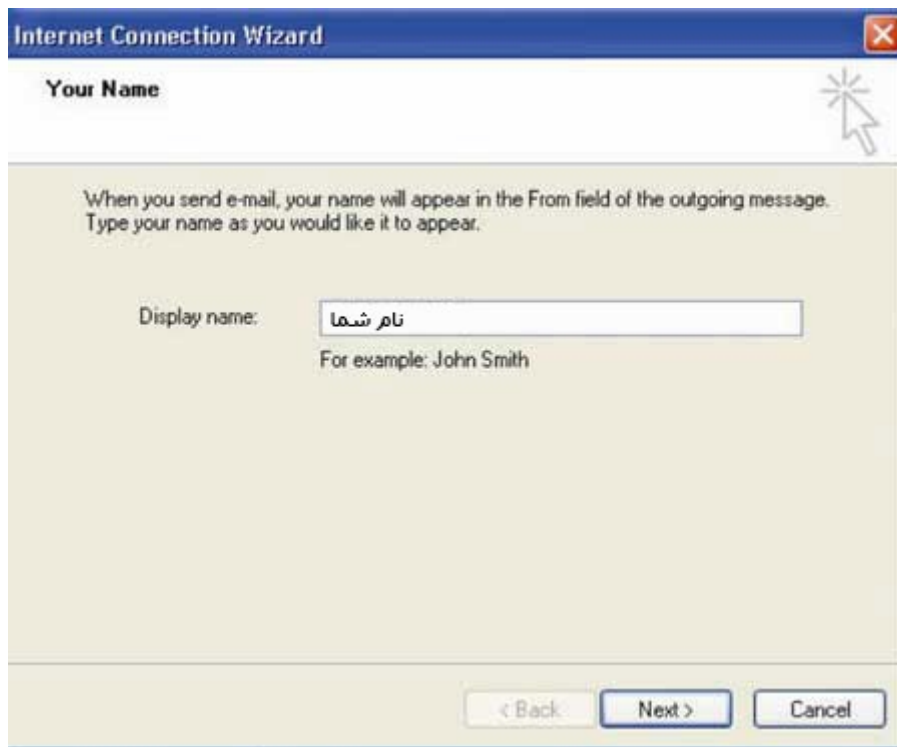 Internet Connection Wizard
Your Name
When you send e-mail, your name will appear in the From field of the outgoing message.
Type your name as you would like it to appear.
Display name: نام شما
For example: John Smith
< Back Next > Cancel